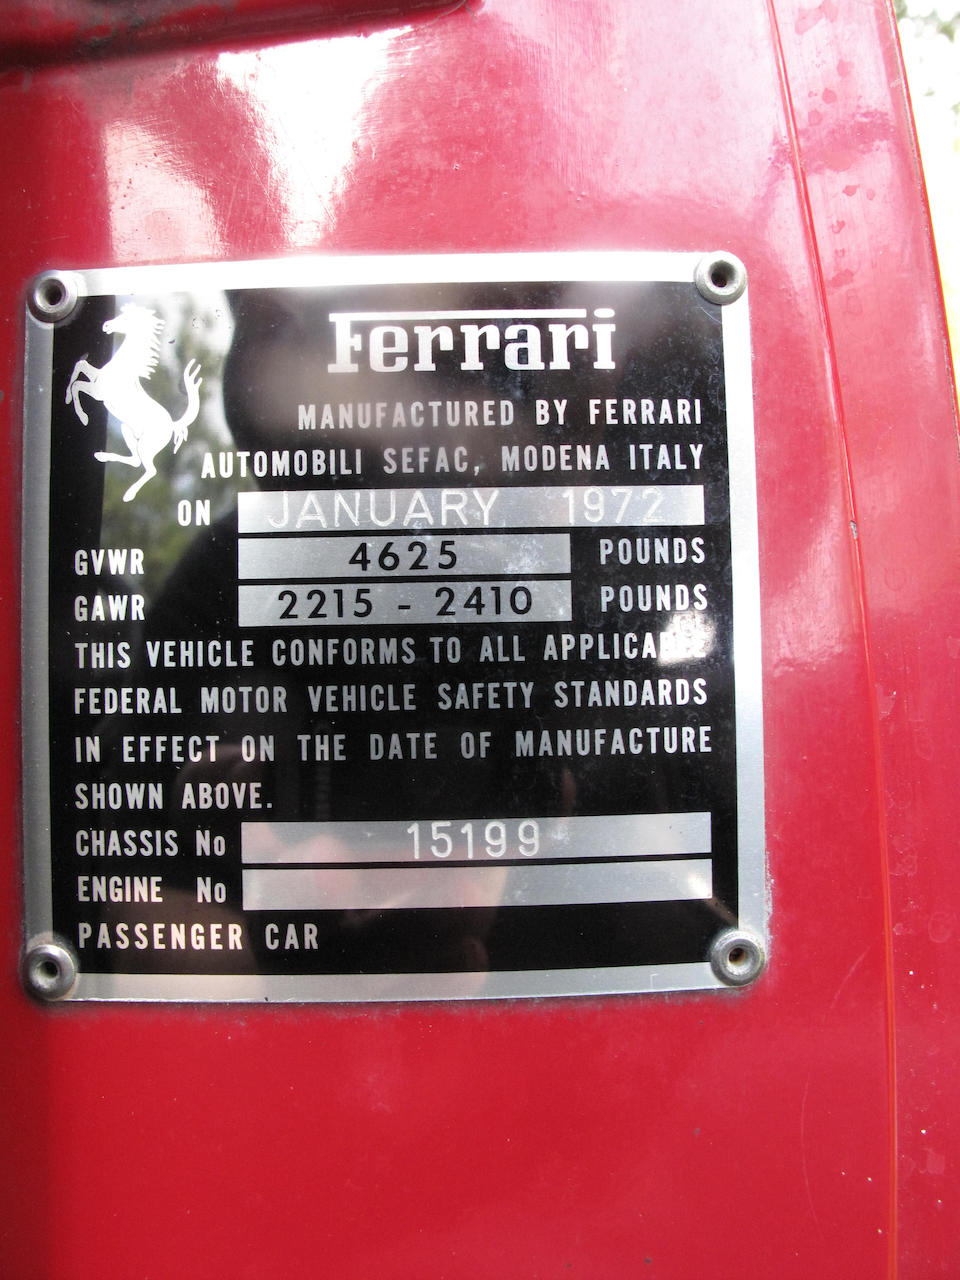 Ferrari
MANUFACTURED BY FERRARI
AUTOMOBILI SEFAC, MODENA ITALY
ON JANUARY 1972
GVWR 4625 POUNDS
GAWR 2215 - 2410 POUNDS
THIS VEHICLE CONFORMS TO ALL APPLICABLE
FEDERAL MOTOR VEHICLE SAFETY STANDARDS
IN EFFECT ON THE DATE OF MANUFACTURE
SHOWN ABOVE.
CHASSIS No 15199
ENGINE No
PASSENGER CAR